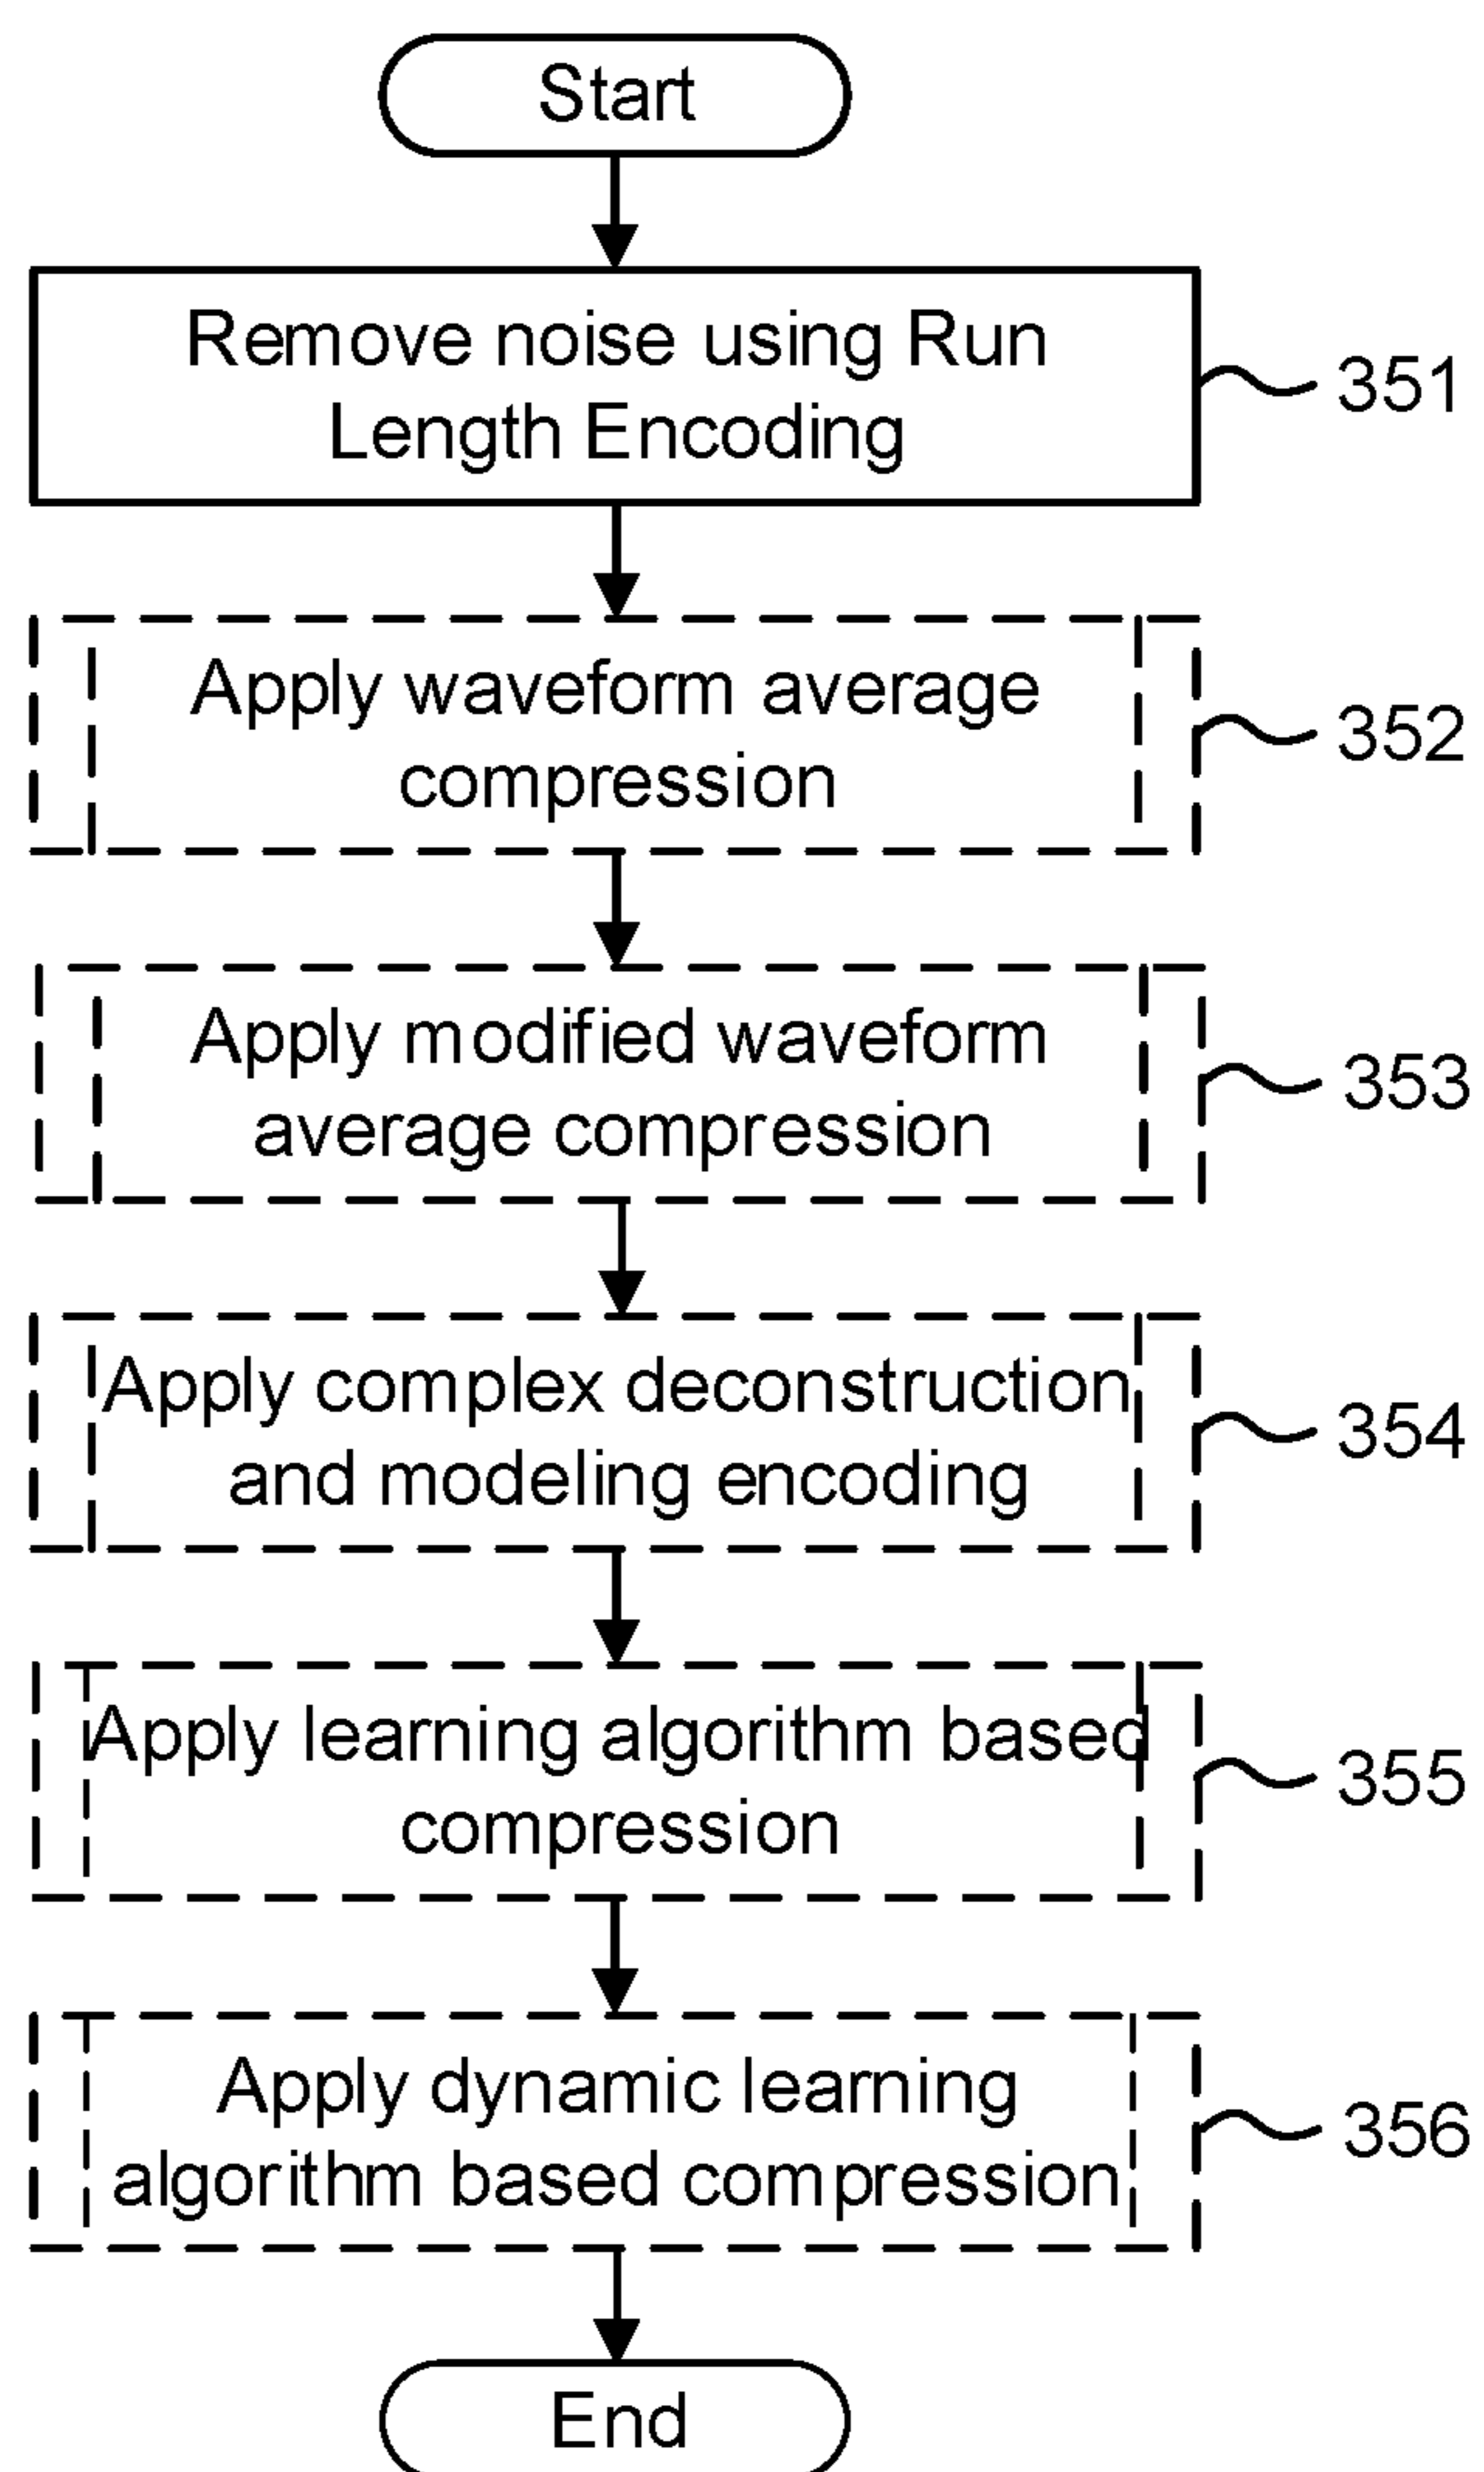 Start
Remove noise using Run
Length Encoding
351
Apply waveform average
compression
352
Apply modified waveform
average compression
353
Apply complex deconstruction
and modeling encoding
354
Apply learning algorithm based
compression
355
Apply dynamic learning
algorithm based compression
356
End